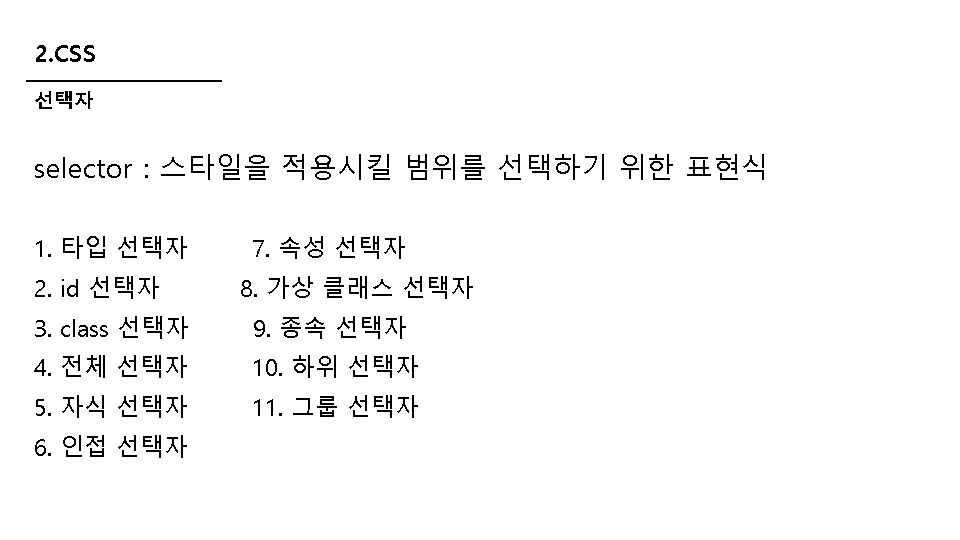 2.CSS
선택자
selector : 스타일을 적용시킬 범위를 선택하기 위한 표현식
1. 타입 선택자 7. 속성 선택자
2. id 선택자 8. 가상 클래스 선택자
3. class 선택자 9. 종속 선택자
4. 전체 선택자 10. 하위 선택자
5. 자식 선택자 11. 그룹 선택자
6. 인접 선택자